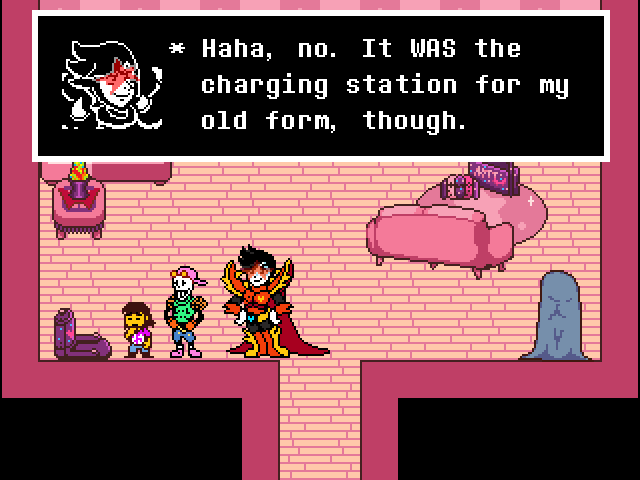 * Haha, no. It WAS the
charging station for my
old form, though.